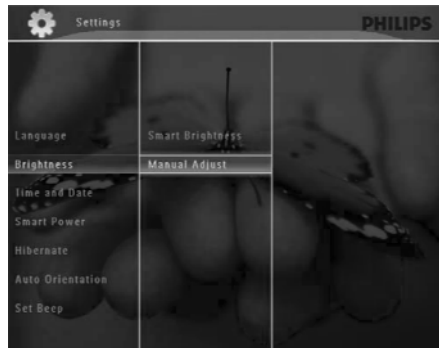 Settings
PHILIPS
Language
Brightness
Time and Date
Smart Power
Hibernate
Auto Orientation
Set Beep
Smart Brightness
Manual Adjust